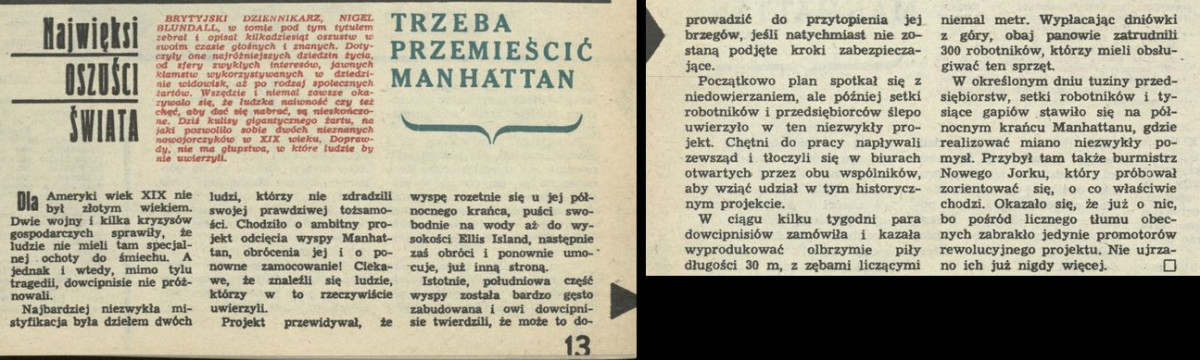 Najwięksi
OSZUŚCI
ŚWIATA
BRYTYJSKI DZIENNIKARZ, NIGEL
BLUNDALL, w tomie pod tym tytułem
zebrał i opisał kilkadziesiąt oszustw w
swoim czasie głośnych i znanych. Doty-
czyły one najróżniejszych dziedzin życia,
od sfery zwykłych interesów, jawnych
kłamstw wykorzystywanych w dziedzi-
nie widowisk, aż po rodzaj społecznych
żartów. Wszędzie i niemal zawsze oka-
zywało się, że ludzka naiwność czy też
chęć, aby dać się nabrać, są nieskończo-
ne. Dziś kulisy gigantycznego żartu, na
jaki pozwoliło sobie dwóch nieznanych
nowojorczyków w XIX wieku. Dopraw-
dy, nie ma głupstwa, w które ludzie by
nie uwierzyli.
TRZEBA
PRZEMIEŚCIĆ
MANHATTAN
Dla Ameryki wiek XIX nie
był złotym wiekiem.
Dwie wojny i kilka kryzysów
gospodarczych sprawiły, że
ludzie nie mieli tam specjal-
nej ochoty do śmiechu. A
jednak i wtedy, mimo tylu
tragedii, dowcipnisie nie próż-
nowali.
Najbardziej niezwykła mi-
styfikacja była dziełem dwóch
ludzi, którzy nie zdradzili
swojej prawdziwej tożsamo-
ści. Chodziło o ambitny pro-
jekt odcięcia wyspy Manhat-
tan, obrócenia jej i o po-
nowne zamocowanie! Cieka-
we, że znaleźli się ludzie,
którzy w to rzeczywiście
uwierzyli.
Projekt przewidywał, że
wyspę rozetnie się u jej pół-
nocnego krańca, puści swo-
bodnie na wody aż do wy-
sokości Ellis Island, następnie
zaś obróci i ponownie umo-
cuje, już inną stroną.
Istotnie, południowa część
wyspy została bardzo gęsto
zabudowana i owi dowcipni-
sie twierdzili, że może to do-
13
prowadzić do przytopienia jej
brzegów, jeśli natychmiast nie zo-
staną podjęte kroki zabezpiecza-
jące.
Początkowo plan spotkał się z
niedowierzaniem, ale później setki
robotników i przedsiębiorców ślepo
uwierzyło w ten niezwykły pro-
jekt. Chętni do pracy napływali
zewsząd i tłoczyli się w biurach
otwartych przez obu wspólników,
aby wziąć udział w tym historycz-
nym projekcie.
W ciągu kilku tygodni para
dowcipnisiów zamówiła i kazała
wyprodukować olbrzymie piły
długości 30 m, z zębami liczącymi
niemal metr. Wypłacając dniówki
z góry, obaj panowie zatrudnili
300 robotników, którzy mieli obsłu-
giwać ten sprzęt.
W określonym dniu tuziny przed-
siębiorstw, setki robotników i ty-
siące gapiów stawiło się na pół-
nocnym krańcu Manhattanu, gdzie
realizować miano niezwykły po-
mysł. Przybył tam także burmistrz
Nowego Jorku, który próbował
zorientować się, o co właściwie
chodzi. Okazało się, że już o nic,
bo pośród licznego tłumu obec-
nych zabrakło jedynie promotorów
rewolucyjnego projektu. Nie ujrza-
no ich już nigdy więcej.